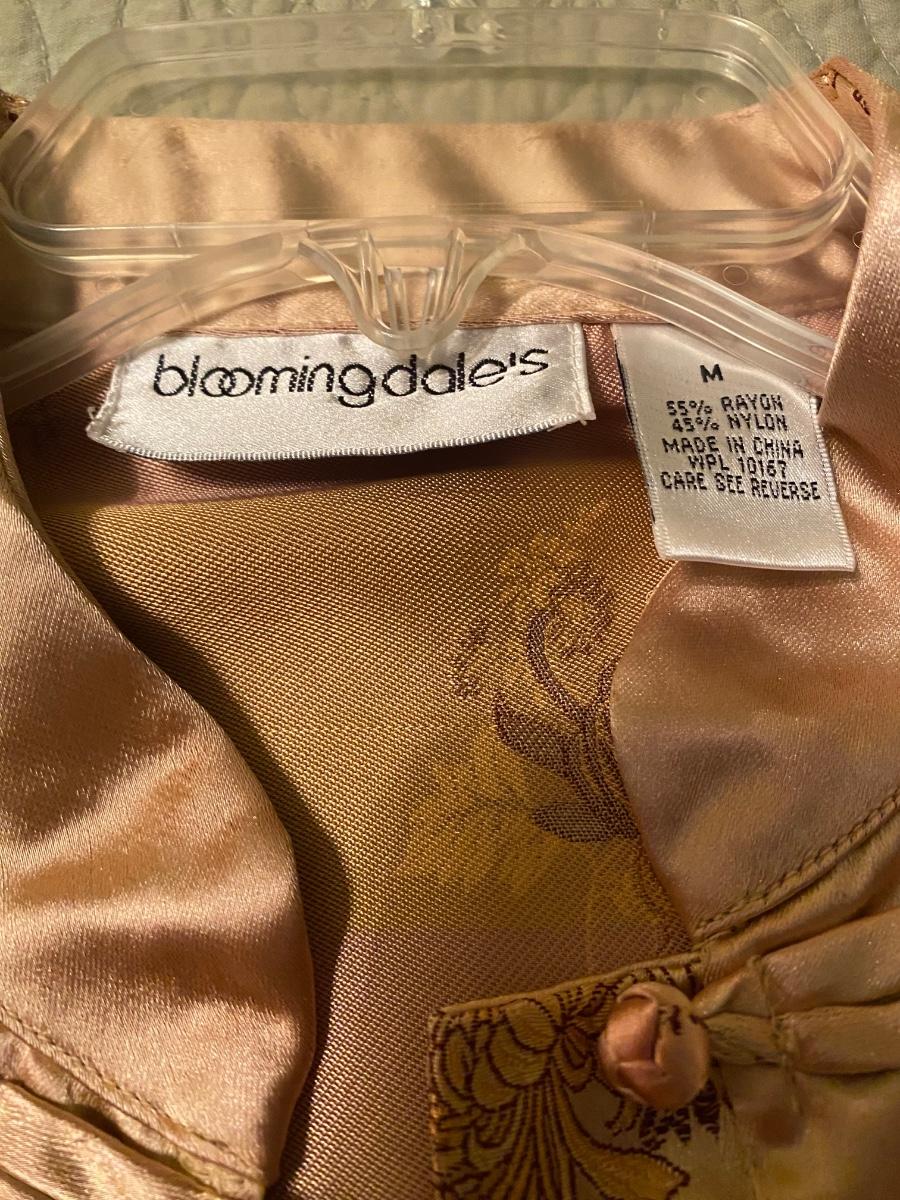 bloomingdale's
M
55% RAYON
45% NYLON
MADE IN CHINA
WPL 10167
CARE SEE REVERSE